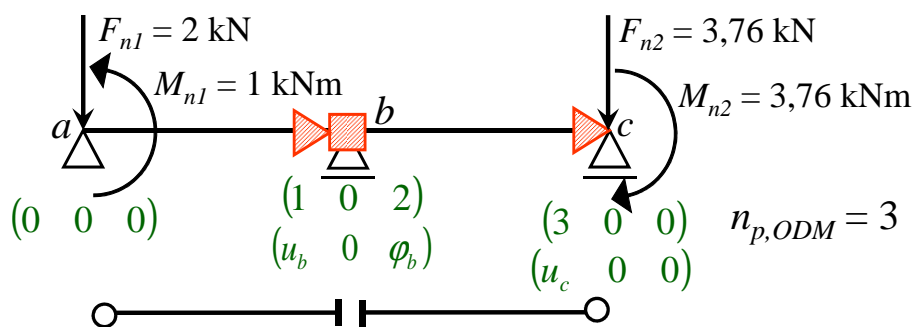 F_{n1} = 2 kN
F_{n2} = 3,76 kN
M_{n1} = 1 kNm
M_{n2} = 3,76 kNm
a
b
c
(0 0 0)
(1 0 2)
(3 0 0)
n_{p,ODM} = 3
(u_b 0 φ_b)
(u_c 0 0)